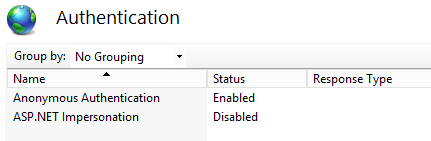 Authentication
Group by: No Grouping
Name Status Response Type
Anonymous Authentication Enabled
ASP.NET Impersonation Disabled